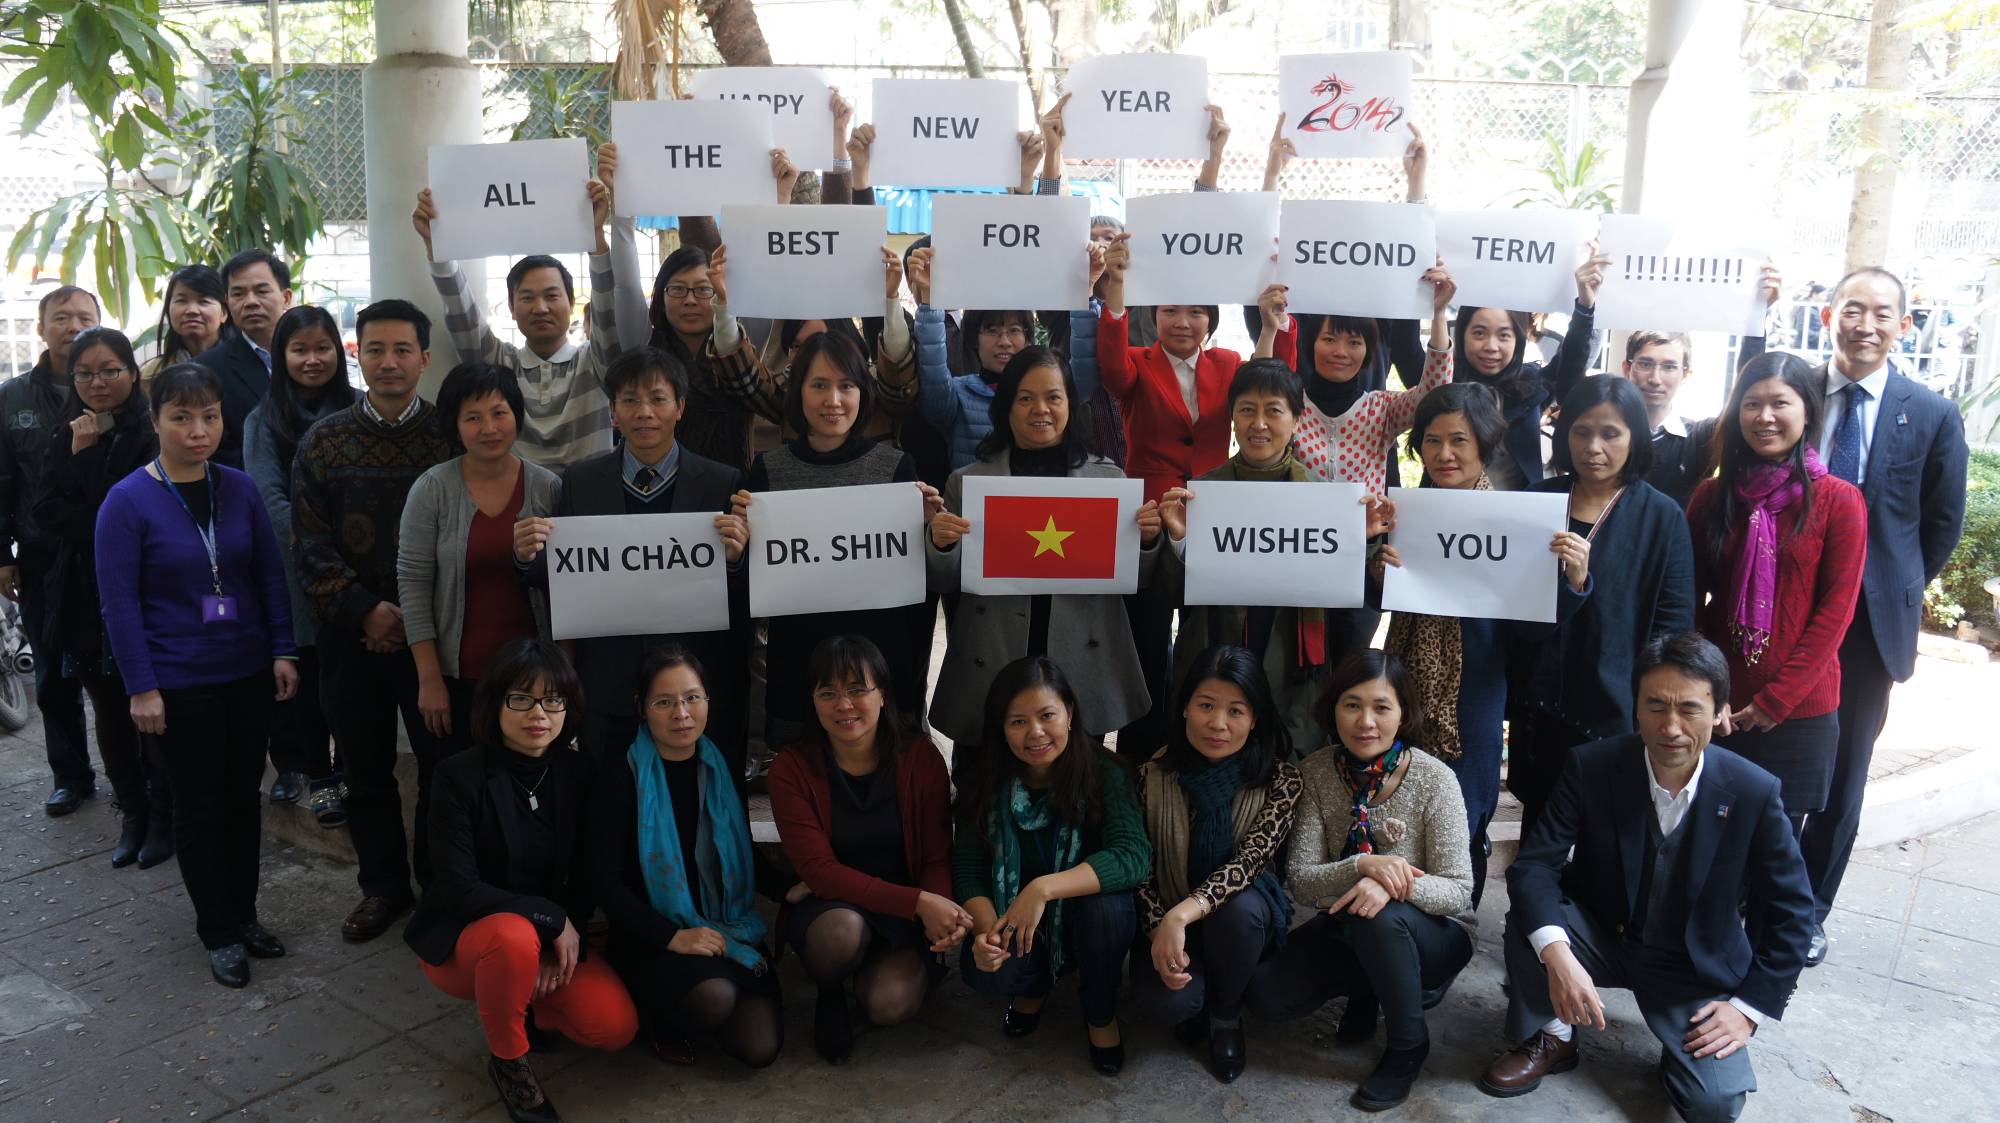 HAPPY NEW YEAR 2014
ALL THE
BEST FOR YOUR SECOND TERM !!!!!!!!!!
XIN CHÀO DR. SHIN WISHES YOU